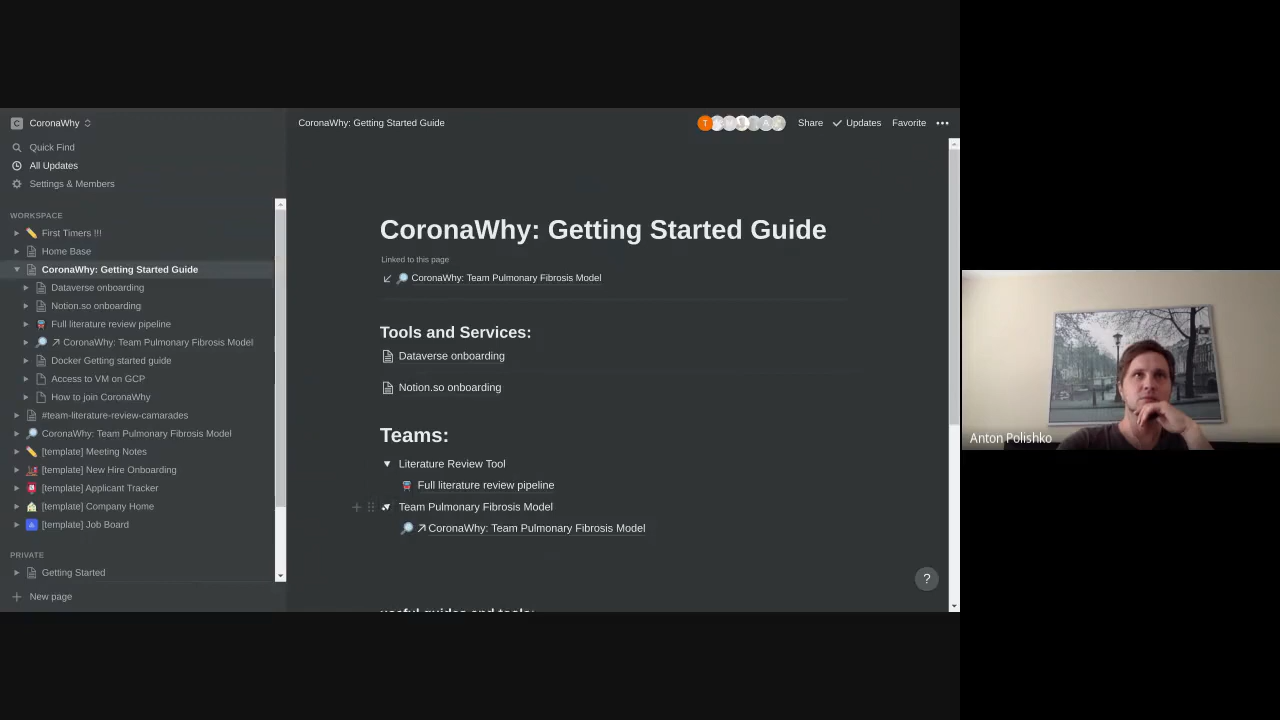 CoronaWhy
Quick Find
All Updates
Settings & Members
WORKSPACE
First Timers !!!
Home Base
CoronaWhy: Getting Started Guide
Dataverse onboarding
Notion.so onboarding
Full literature review pipeline
CoronaWhy: Team Pulmonary Fibrosis Model
Docker Getting started guide
Access to VM on GCP
How to join CoronaWhy
#team-literature-review-camarades
CoronaWhy: Team Pulmonary Fibrosis Model
[template] Meeting Notes
[template] New Hire Onboarding
[template] Applicant Tracker
[template] Company Home
[template] Job Board
PRIVATE
Getting Started
New page
CoronaWhy: Getting Started Guide
Share Updates Favorite
CoronaWhy: Getting Started Guide
Linked to this page
CoronaWhy: Team Pulmonary Fibrosis Model
Tools and Services:
Dataverse onboarding
Notion.so onboarding
Teams:
Literature Review Tool
Full literature review pipeline
Team Pulmonary Fibrosis Model
CoronaWhy: Team Pulmonary Fibrosis Model
useful guides and tools:
?
Anton Polishko